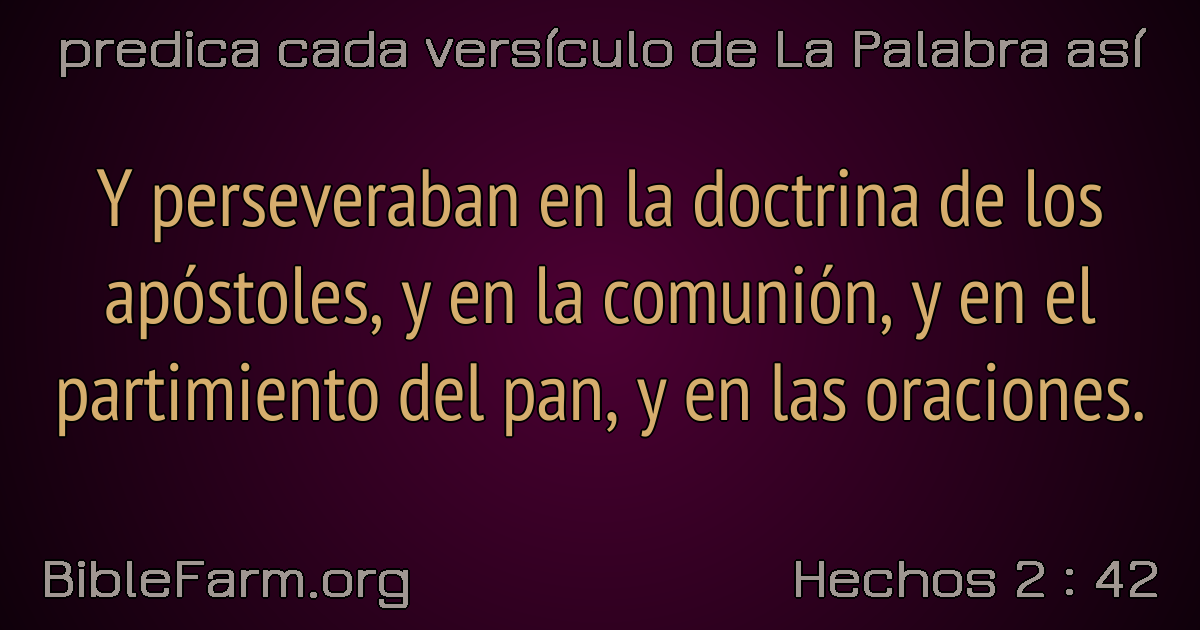 predica cada versículo de La Palabra así
Y perseveraban en la doctrina de los
apóstoles, y en la comunión, y en el
partimiento del pan, y en las oraciones.
BibleFarm.org
Hechos 2 : 42